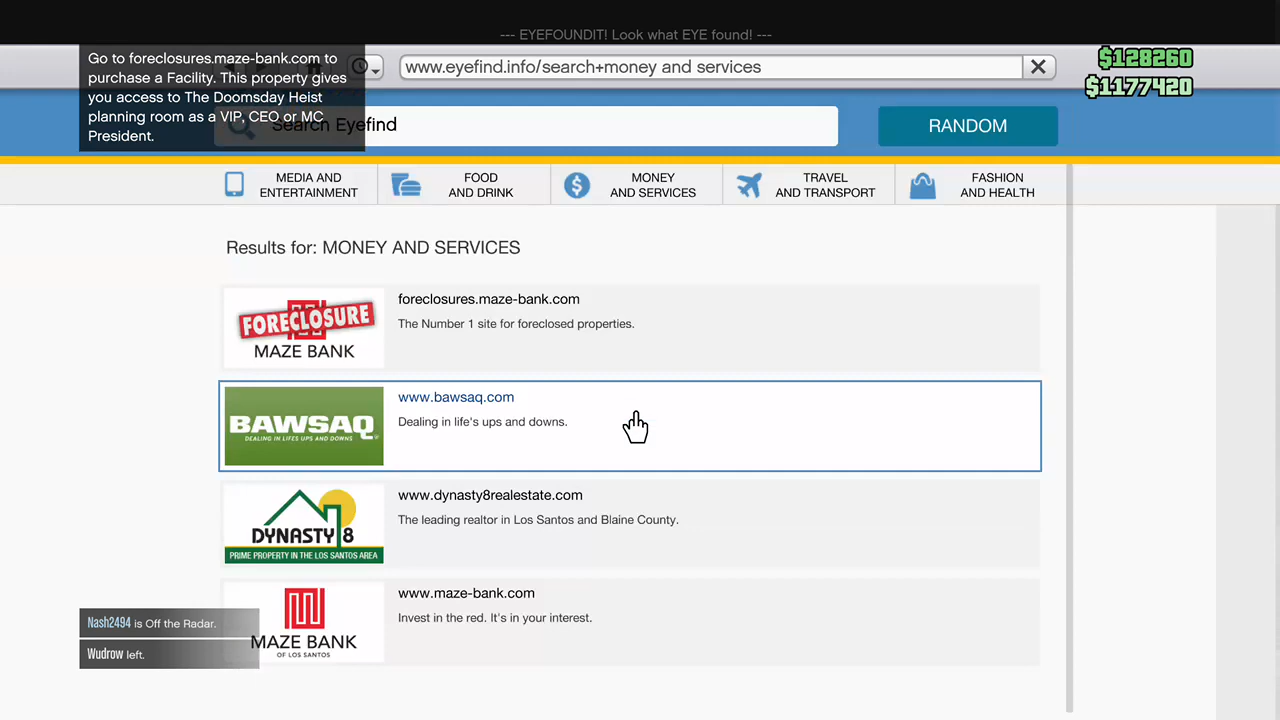 --- EYEFOUNDIT! Look what EYE found! ---
Go to foreclosures.maze-bank.com to
purchase a Facility. This property gives
you access to The Doomsday Heist
planning room as a VIP, CEO or MC
President.
www.eyefind.info/search+money and services
$128260
$1177420
Search Eyefind
RANDOM
MEDIA AND
ENTERTAINMENT
FOOD
AND DRINK
MONEY
AND SERVICES
TRAVEL
AND TRANSPORT
FASHION
AND HEALTH
Results for: MONEY AND SERVICES
FORECLOSURE
MAZE BANK
foreclosures.maze-bank.com
The Number 1 site for foreclosed properties.
BAWSAQ
DEALING IN LIFES UPS AND DOWNS
www.bawsaq.com
Dealing in life's ups and downs.
DYNASTY 8
PRIME PROPERTY IN THE LOS SANTOS AREA
www.dynasty8realestate.com
The leading realtor in Los Santos and Blaine County.
MAZE BANK
OF LOS SANTOS
www.maze-bank.com
Invest in the red. It's in your interest.
Nash2494 is Off the Radar.
Wudrow left.